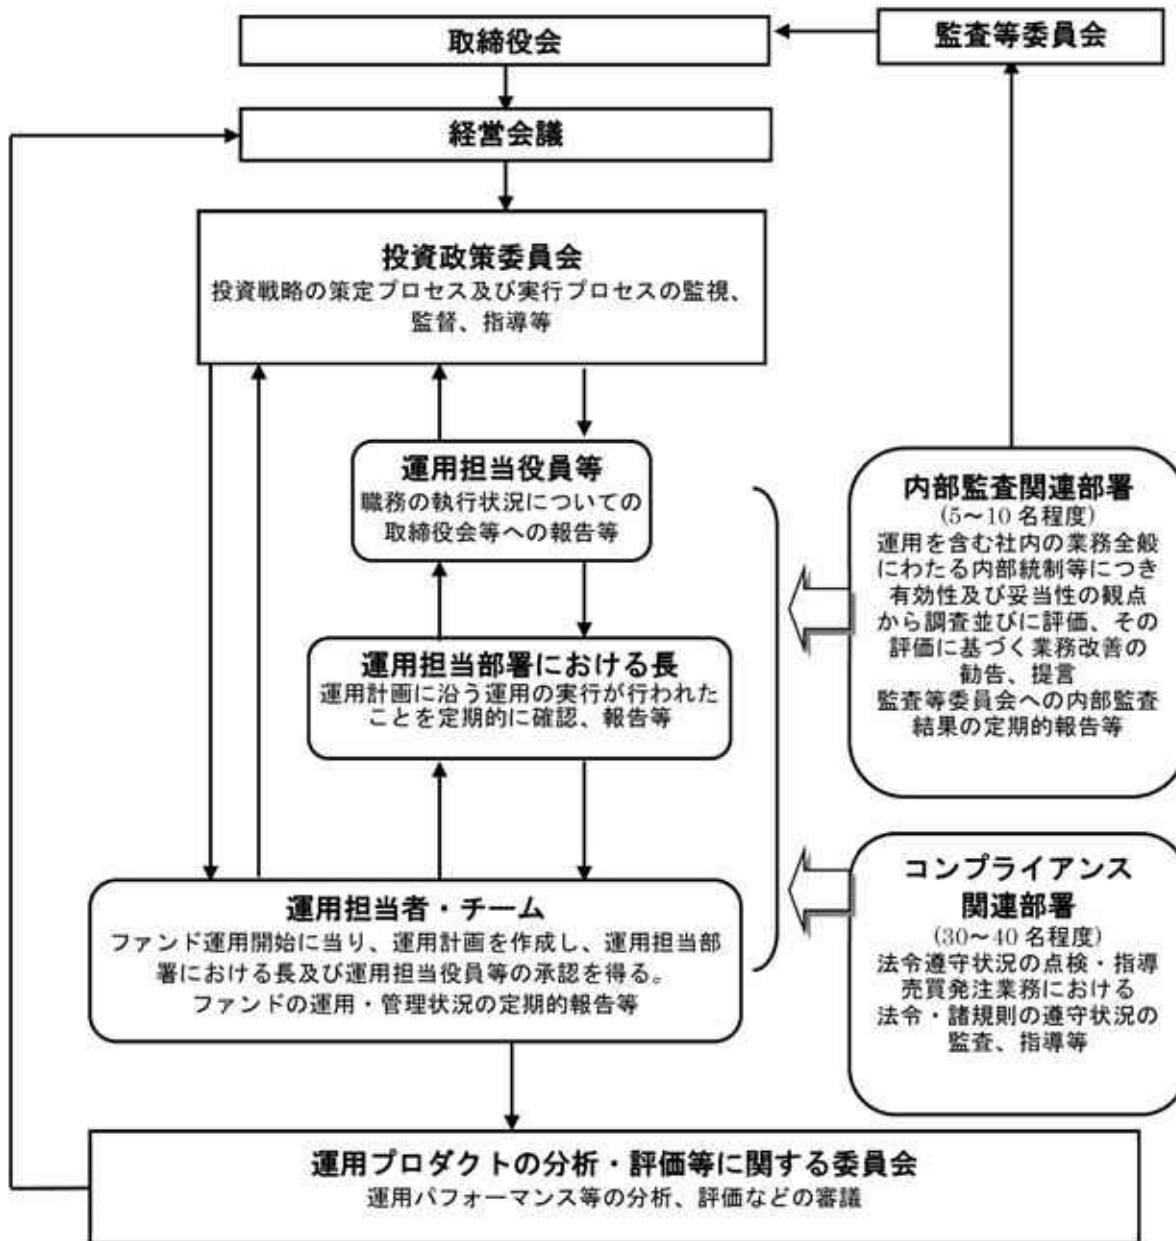 取締役会
監査等委員会
経営会議
投資政策委員会
投資戦略の策定プロセス及び実行プロセスの監視、
監督、指導等
運用担当役員等
職務の執行状況についての
取締役会等への報告等
運用担当部署における長
運用計画に沿う運用の実行が行われた
ことを定期的に確認、報告等
運用担当者・チーム
ファンド運用開始に当り、運用計画を作成し、運用担当部
署における長及び運用担当役員等の承認を得る。
ファンドの運用・管理状況の定期的報告等
内部監査関連部署
(5～10 名程度)
運用を含む社内の業務全般
にわたる内部統制等につき
有効性及び妥当性の観点
から調査並びに評価、その
評価に基づく業務改善の
勧告、提言
監査等委員会への内部監査
結果の定期的報告等
コンプライアンス
関連部署
(30～40 名程度)
法令遵守状況の点検・指導
売買発注業務における
法令・諸規則の遵守状況の
監査、指導等
運用プロダクトの分析・評価等に関する委員会
運用パフォーマンス等の分析、評価などの審議